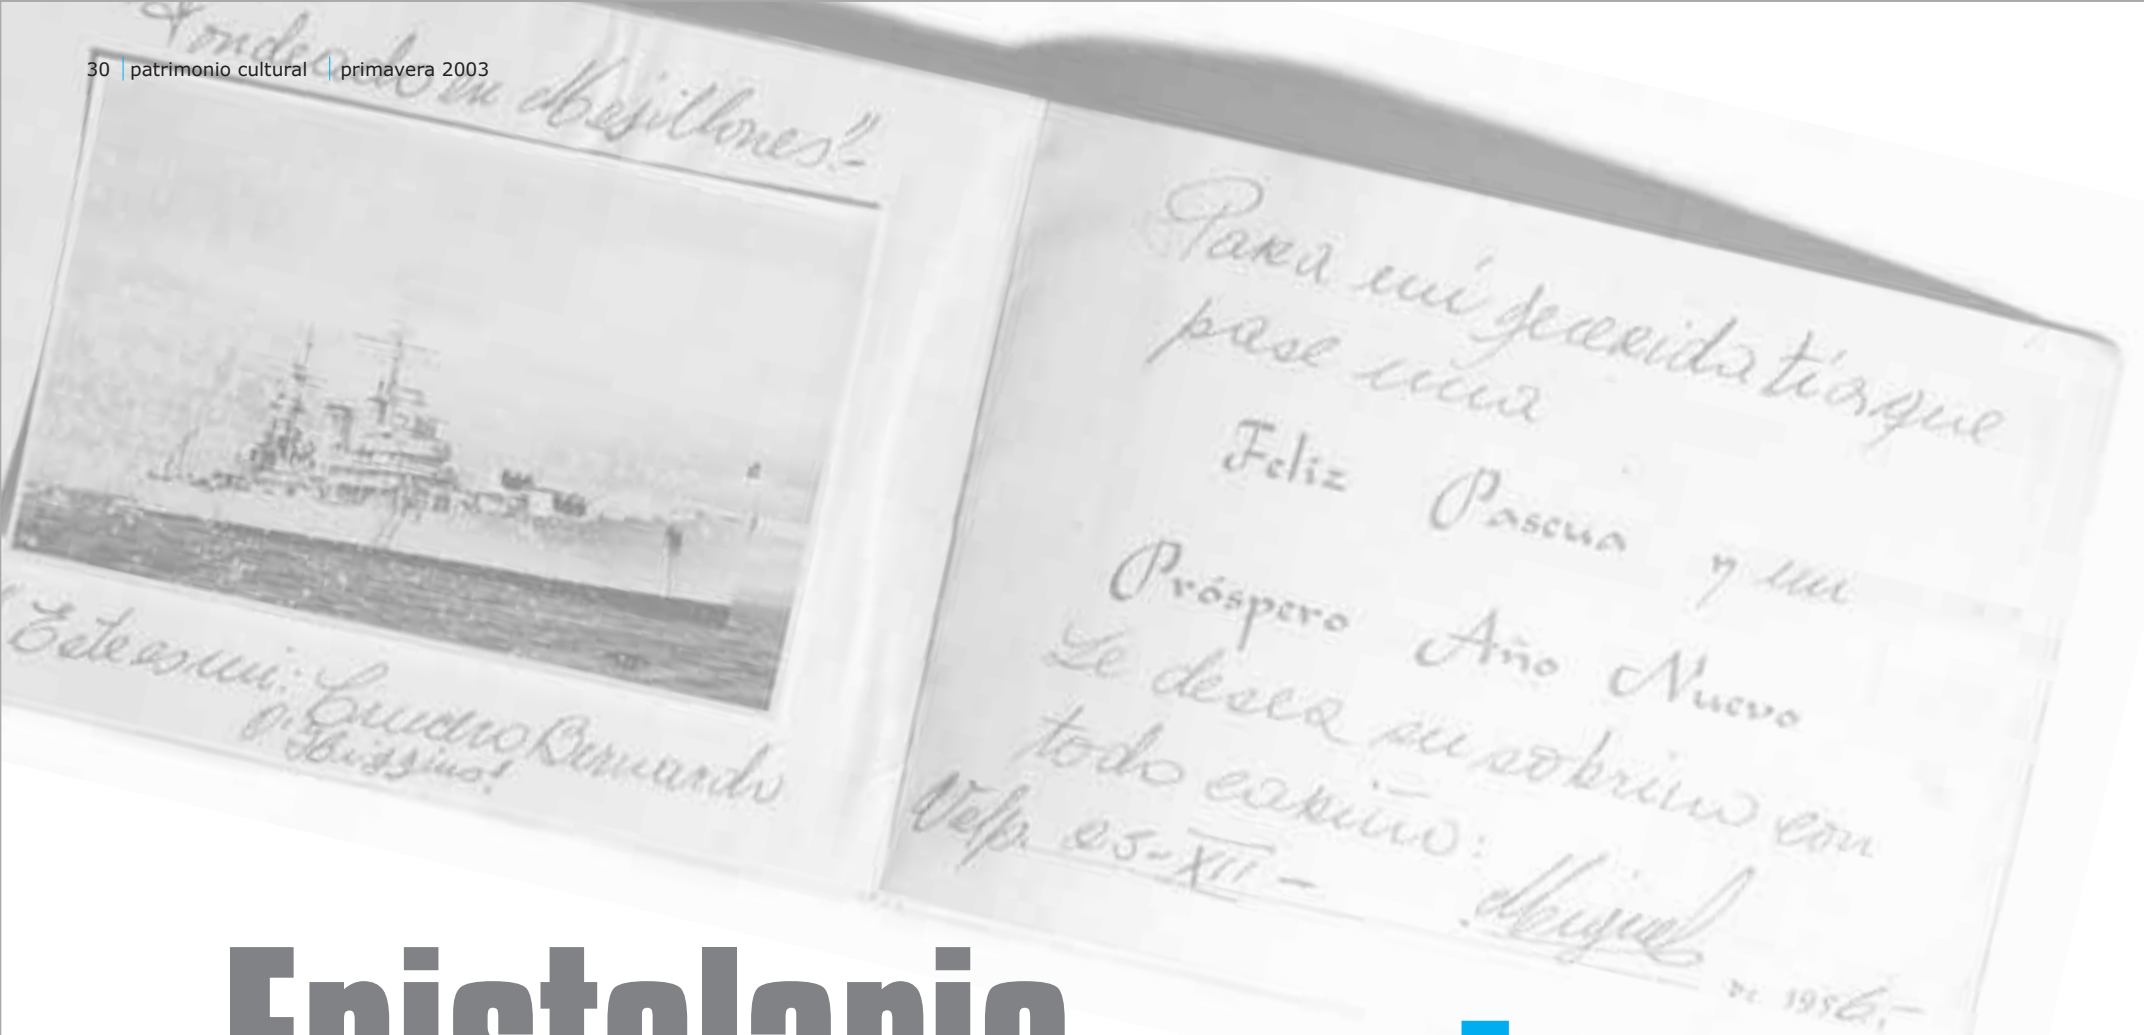 30 patrimonio cultural primavera 2003
Fondeado en Mejillones!-
"Este es mi: Crucero Bernardo
O'Higgins!
Para mi querida tía que
pase una
Feliz Pascua y un
Próspero Año Nuevo
Le desea su sobrino con
todo cariño:
Valp. 25-XII-
Miguel
de 1956.-
Epistolario